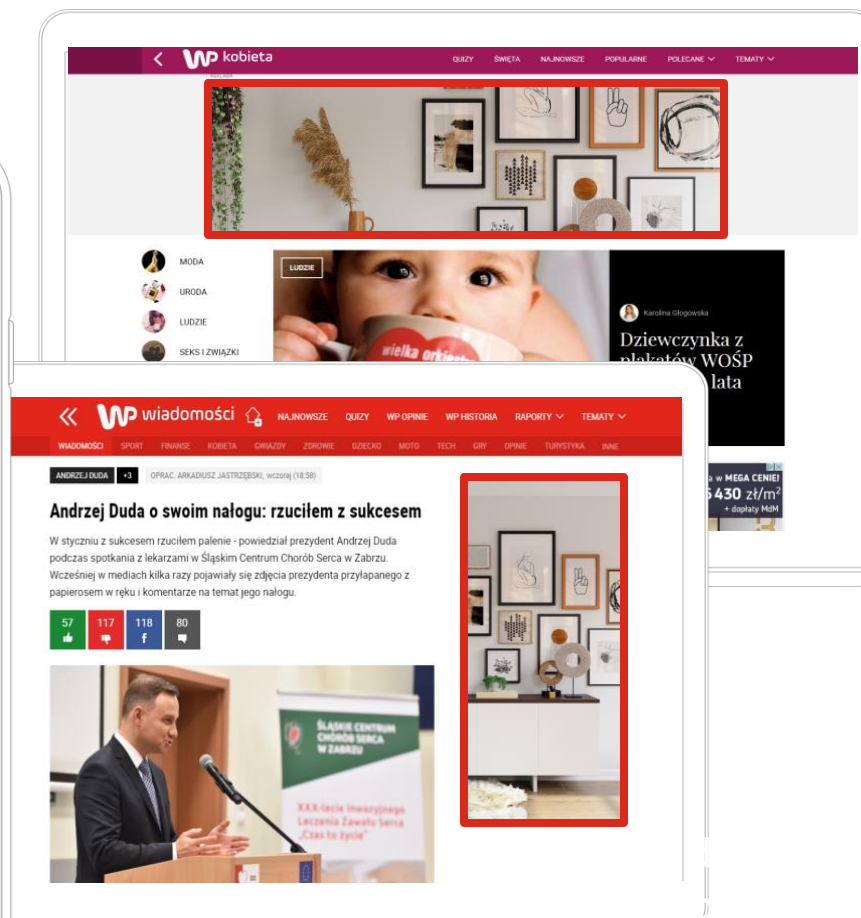 WP kobieta
QUIZY ŚWIĘTA NAJNOWSZE POPULARNE POLECANE TEMATY
REKLAMA
MODA
URODA
LUDZIE
SEKS I ZWIĄZKI
LUDZIE
wielka orkiest
Karolina Głogowska
Dziewczynka z
plakatów WOŚP
lata
a w MEGA CENIE!
430 zł/m²
+ dopłaty MdM
WP wiadomości NAJNOWSZE QUIZY WP OPINIE WP HISTORIA RAPORTY TEMATY
WIADOMOŚCI SPORT FINANSE KOBIETA GWIAZDY ZDROWIE DZIECKO MOTO TECH GRY OPINIE TURYSTYKA INNE
ANDRZEJ DUDA +3 OPRAC. ARKADIUSZ JASTRZĘBSKI, wczoraj (18:58)
Andrzej Duda o swoim nałogu: rzuciłem z sukcesem
W styczniu z sukcesem rzuciłem palenie - powiedział prezydent Andrzej Duda
podczas spotkania z lekarzami w Śląskim Centrum Chorób Serca w Zabrzu.
Wcześniej w mediach kilka razy pojawiały się zdjęcia prezydenta przyłapanego z
papierosem w ręku i komentarze na temat jego nałogu.
57 117 118 80
ŚLĄSKIE CENTRUM
CHORÓB SERCA
W ZABRZU
XXX-lecie Inwazyjnego
Leczenia Zawału Serca
„Czas to życie"